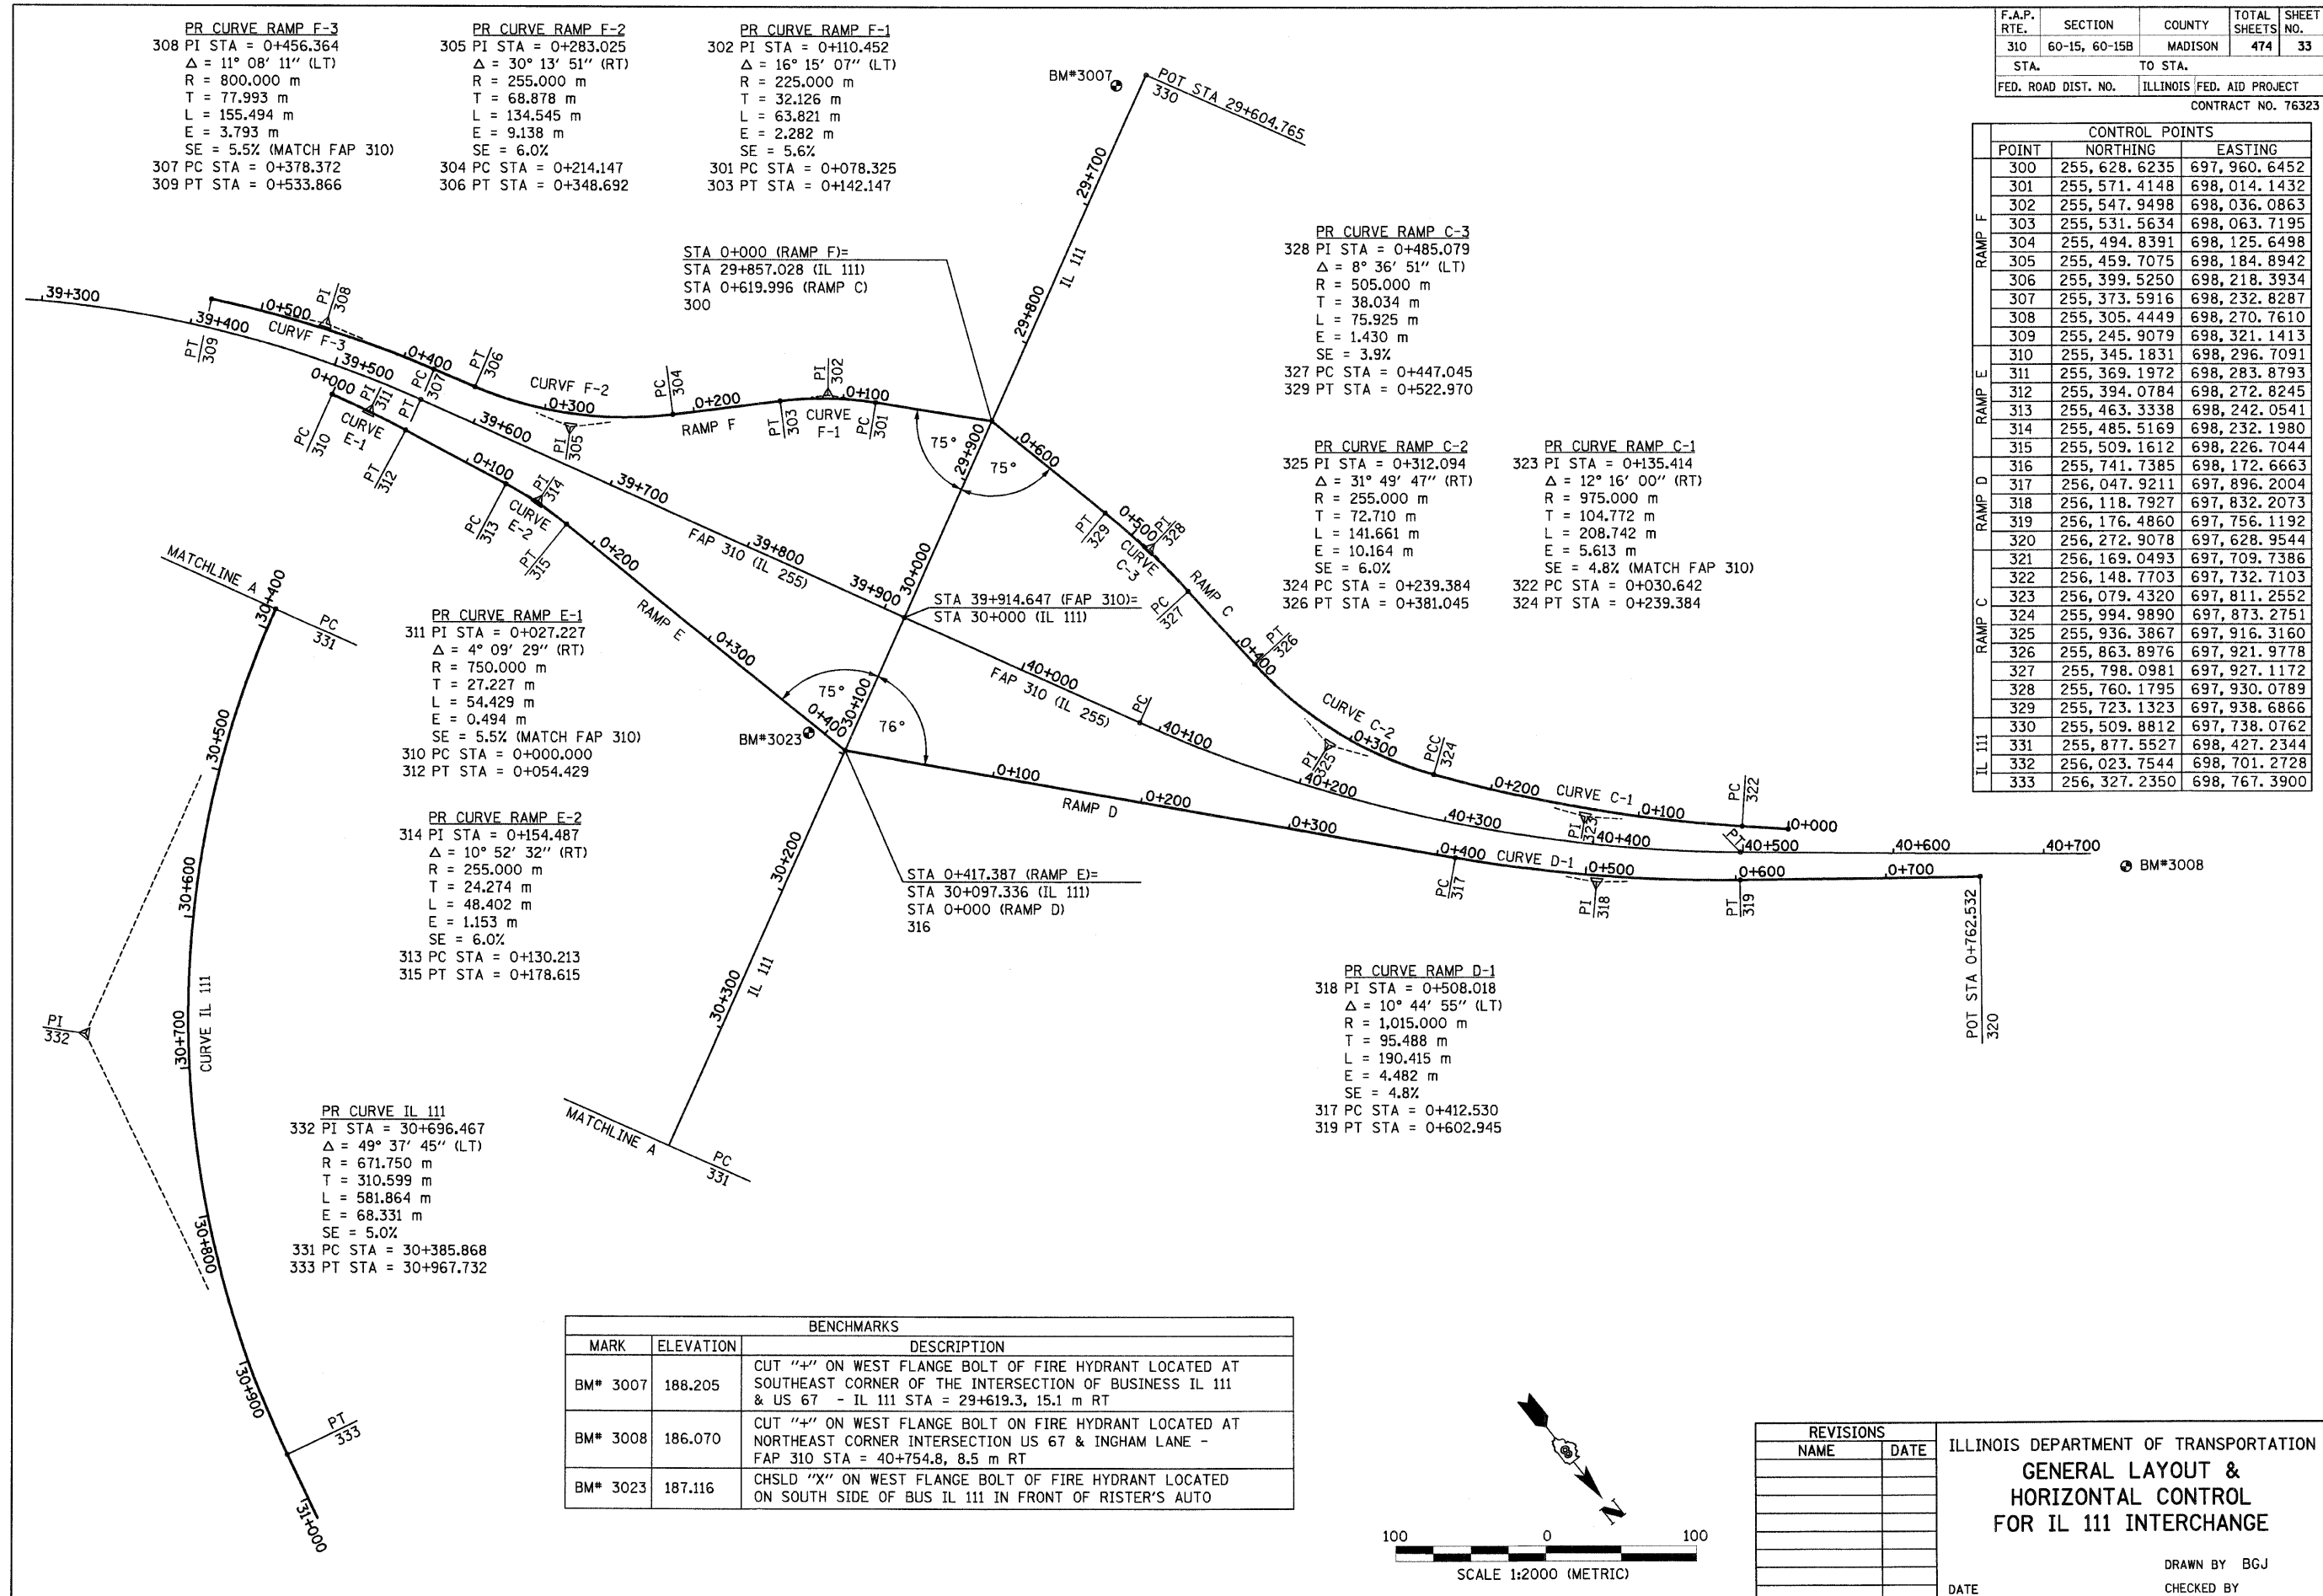 F.A.P. RTE. SECTION COUNTY TOTAL SHEETS SHEET NO.
310 60-15, 60-15B MADISON 474 33
STA. TO STA.
FED. ROAD DIST. NO. ILLINOIS FED. AID PROJECT
CONTRACT NO. 76323
PR CURVE RAMP F-3
308 PI STA = 0+456.364
Δ = 11° 08' 11" (LT)
R = 800.000 m
T = 77.993 m
L = 155.494 m
E = 3.793 m
SE = 5.5% (MATCH FAP 310)
307 PC STA = 0+378.372
309 PT STA = 0+533.866
PR CURVE RAMP F-2
305 PI STA = 0+283.025
Δ = 30° 13' 51" (RT)
R = 255.000 m
T = 68.878 m
L = 134.545 m
E = 9.138 m
SE = 6.0%
304 PC STA = 0+214.147
306 PT STA = 0+348.692
PR CURVE RAMP F-1
302 PI STA = 0+110.452
Δ = 16° 15' 07" (LT)
R = 225.000 m
T = 32.126 m
L = 63.821 m
E = 2.282 m
SE = 5.6%
301 PC STA = 0+078.325
303 PT STA = 0+142.147
BM#3007
POT STA 29+604.765
330
29+700
IL 111
29+800
STA 0+000 (RAMP F)=
STA 29+857.028 (IL 111)
STA 0+619.996 (RAMP C)
300
CONTROL POINTS
POINT NORTHING EASTING
RAMP F
300 255,628.6235 697,960.6452
301 255,571.4148 698,014.1432
302 255,547.9498 698,036.0863
303 255,531.5634 698,063.7195
304 255,494.8391 698,125.6498
305 255,459.7075 698,184.8942
306 255,399.5250 698,218.3934
307 255,373.5916 698,232.8287
308 255,305.4449 698,270.7610
309 255,245.9079 698,321.1413
RAMP E
310 255,345.1831 698,296.7091
311 255,369.1972 698,283.8793
312 255,394.0784 698,272.8245
313 255,463.3338 698,242.0541
314 255,485.5169 698,232.1980
315 255,509.1612 698,226.7044
RAMP D
316 255,741.7385 698,172.6663
317 256,047.9211 697,896.2004
318 256,118.7927 697,832.2073
319 256,176.4860 697,756.1192
320 256,272.9078 697,628.9544
RAMP C
321 256,169.0493 697,709.7386
322 256,148.7703 697,732.7103
323 256,079.4320 697,811.2552
324 255,994.9890 697,873.2751
325 255,936.3867 697,916.3160
326 255,863.8976 697,921.9778
327 255,798.0981 697,927.1172
328 255,760.1795 697,930.0789
329 255,723.1323 697,938.6866
IL 111
330 255,509.8812 697,738.0762
331 255,877.5527 698,427.2344
332 256,023.7544 698,701.2728
333 256,327.2350 698,767.3900
PR CURVE RAMP C-3
328 PI STA = 0+485.079
Δ = 8° 36' 51" (LT)
R = 505.000 m
T = 38.034 m
L = 75.925 m
E = 1.430 m
SE = 3.9%
327 PC STA = 0+447.045
329 PT STA = 0+522.970
PR CURVE RAMP C-2
325 PI STA = 0+312.094
Δ = 31° 49' 47" (RT)
R = 255.000 m
T = 72.710 m
L = 141.661 m
E = 10.164 m
SE = 6.0%
324 PC STA = 0+239.384
326 PT STA = 0+381.045
PR CURVE RAMP C-1
323 PI STA = 0+135.414
Δ = 12° 16' 00" (RT)
R = 975.000 m
T = 104.772 m
L = 208.742 m
E = 5.613 m
SE = 4.8% (MATCH FAP 310)
322 PC STA = 0+030.642
324 PT STA = 0+239.384
39+300
39+400
PT 309
0+500
CURVF F-3
PI 308
39+500
0+400
PC 307
PT 306
CURVF F-2
0+300
PI 305
PC 304
0+200
RAMP F
PT 303
PI 302
CURVE F-1
0+100
PC 301
75°
29+900
75°
0+600
PT 329
0+500
PI 328
CURVE C-3
PC 327
RAMP C
PT 326
0+400
CURVE C-2
PI 325
0+300
PCC 324
0+200
CURVE C-1
PI 323
0+100
PC 322
0+000
0+000
PC 310
PI 311
CURVE E-1
PT
PT 312
0+100
PC 313
CURVE E-2
PI 314
PT 315
0+200
RAMP E
0+300
0+400
39+600
39+700
FAP 310 (IL 255)
39+800
39+900
30+000
STA 39+914.647 (FAP 310)=
STA 30+000 (IL 111)
FAP 310 (IL 255)
40+000
PC
40+100
40+200
40+300
40+400
PT
40+500
40+600
40+700
BM#3008
75°
76°
30+100
BM#3023
0+100
RAMP D
0+200
0+300
0+400
PC 317
CURVE D-1
0+500
PI 318
0+600
PT 319
0+700
POT STA 0+762.532
320
STA 0+417.387 (RAMP E)=
STA 30+097.336 (IL 111)
STA 0+000 (RAMP D)
316
30+200
30+300
IL 111
MATCHLINE A
PC 331
MATCHLINE A
30+400
PC 331
30+500
30+600
30+700
CURVE IL 111
PI 332
30+800
30+900
PT 333
31+000
PR CURVE RAMP E-1
311 PI STA = 0+027.227
Δ = 4° 09' 29" (RT)
R = 750.000 m
T = 27.227 m
L = 54.429 m
E = 0.494 m
SE = 5.5% (MATCH FAP 310)
310 PC STA = 0+000.000
312 PT STA = 0+054.429
PR CURVE RAMP E-2
314 PI STA = 0+154.487
Δ = 10° 52' 32" (RT)
R = 255.000 m
T = 24.274 m
L = 48.402 m
E = 1.153 m
SE = 6.0%
313 PC STA = 0+130.213
315 PT STA = 0+178.615
PR CURVE RAMP D-1
318 PI STA = 0+508.018
Δ = 10° 44' 55" (LT)
R = 1,015.000 m
T = 95.488 m
L = 190.415 m
E = 4.482 m
SE = 4.8%
317 PC STA = 0+412.530
319 PT STA = 0+602.945
PR CURVE IL 111
332 PI STA = 30+696.467
Δ = 49° 37' 45" (LT)
R = 671.750 m
T = 310.599 m
L = 581.864 m
E = 68.331 m
SE = 5.0%
331 PC STA = 30+385.868
333 PT STA = 30+967.732
BENCHMARKS
MARK ELEVATION DESCRIPTION
BM# 3007 188.205 CUT "+" ON WEST FLANGE BOLT OF FIRE HYDRANT LOCATED AT
SOUTHEAST CORNER OF THE INTERSECTION OF BUSINESS IL 111
& US 67 - IL 111 STA = 29+619.3, 15.1 m RT
BM# 3008 186.070 CUT "+" ON WEST FLANGE BOLT ON FIRE HYDRANT LOCATED AT
NORTHEAST CORNER INTERSECTION US 67 & INGHAM LANE -
FAP 310 STA = 40+754.8, 8.5 m RT
BM# 3023 187.116 CHSLD "X" ON WEST FLANGE BOLT OF FIRE HYDRANT LOCATED
ON SOUTH SIDE OF BUS IL 111 IN FRONT OF RISTER'S AUTO
N
100 0 100
SCALE 1:2000 (METRIC)
REVISIONS
NAME DATE
ILLINOIS DEPARTMENT OF TRANSPORTATION
GENERAL LAYOUT &
HORIZONTAL CONTROL
FOR IL 111 INTERCHANGE
DRAWN BY BGJ
DATE CHECKED BY